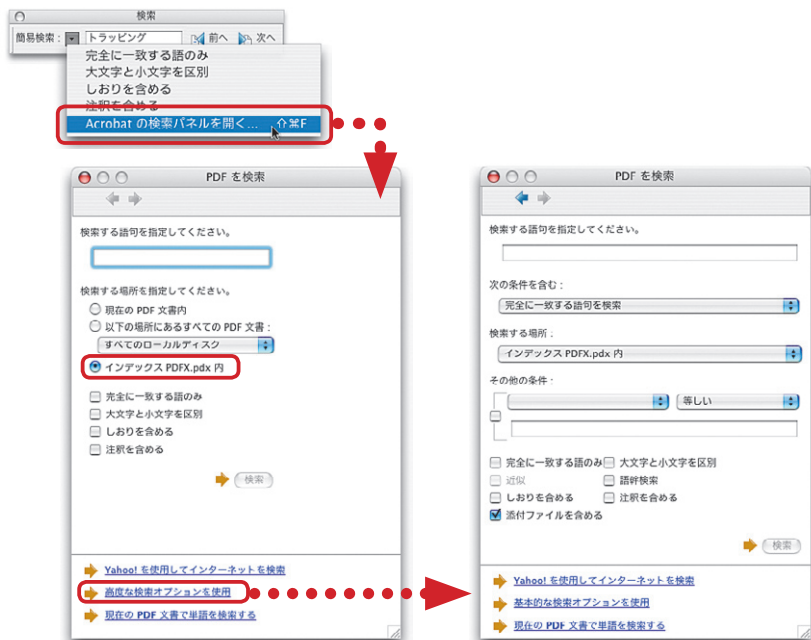 検索
簡易検索： トラッピング 前へ 次へ
完全に一致する語のみ
大文字と小文字を区別
しおりを含める
注釈を含める
Acrobat の検索パネルを開く... ⇧⌘F
PDF を検索
検索する語句を指定してください。
検索する場所を指定してください。
現在の PDF 文書内
以下の場所にあるすべての PDF 文書：
すべてのローカルディスク
インデックス PDFX.pdx 内
完全に一致する語のみ
大文字と小文字を区別
しおりを含める
注釈を含める
検索
Yahoo! を使用してインターネットを検索
高度な検索オプションを使用
現在の PDF 文書で単語を検索する
PDF を検索
検索する語句を指定してください。
次の条件を含む：
完全に一致する語句を検索
検索する場所：
インデックス PDFX.pdx 内
その他の条件：
等しい
完全に一致する語のみ 大文字と小文字を区別
近似 語幹検索
しおりを含める 注釈を含める
添付ファイルを含める
検索
Yahoo! を使用してインターネットを検索
基本的な検索オプションを使用
現在の PDF 文書で単語を検索する